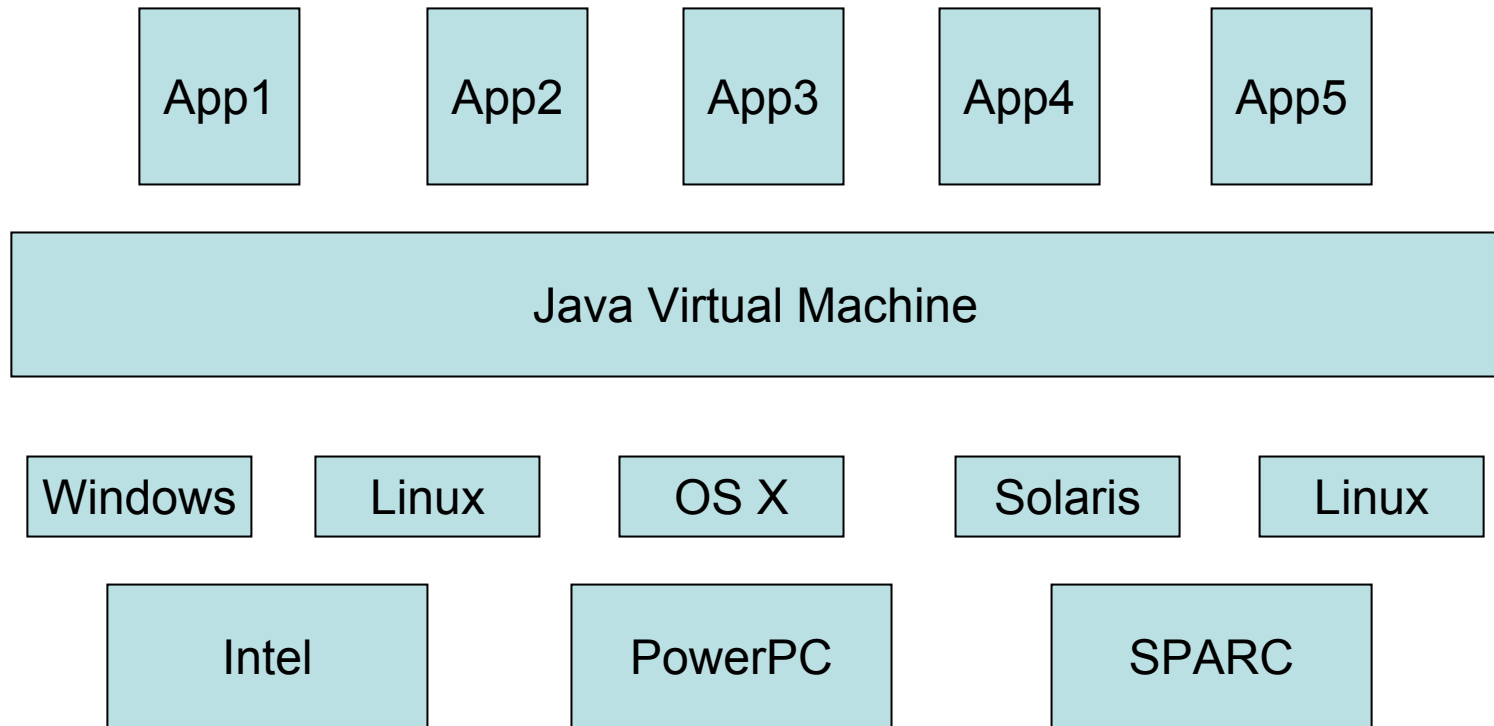 App1 App2 App3 App4 App5
Java Virtual Machine
Windows Linux OS X Solaris Linux
Intel PowerPC SPARC